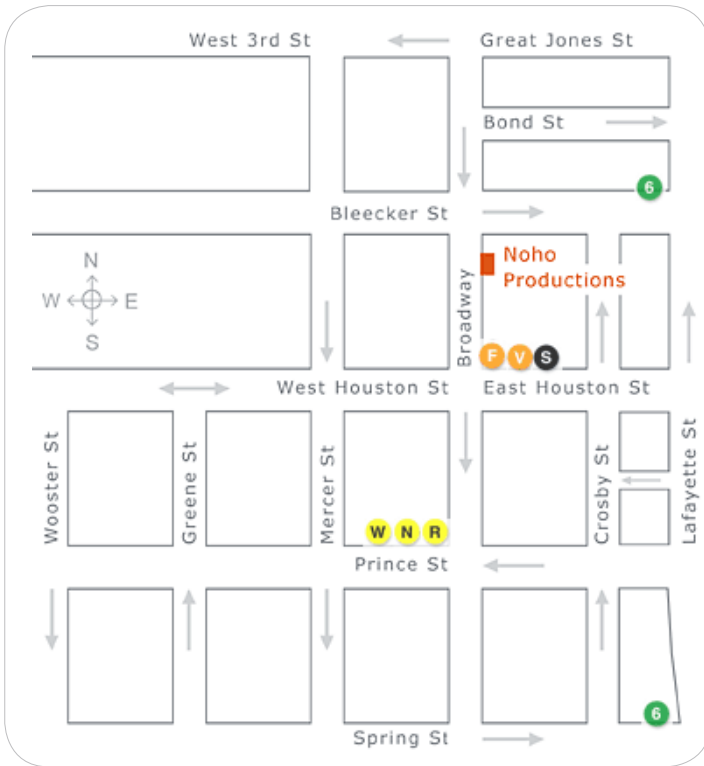 West 3rd St
Great Jones St
Bond St
6
Bleecker St
Noho
Productions
N
W
E
S
Broadway
F
V
S
West Houston St
East Houston St
Wooster St
Greene St
Mercer St
Crosby St
Lafayette St
W
N
R
Prince St
6
Spring St